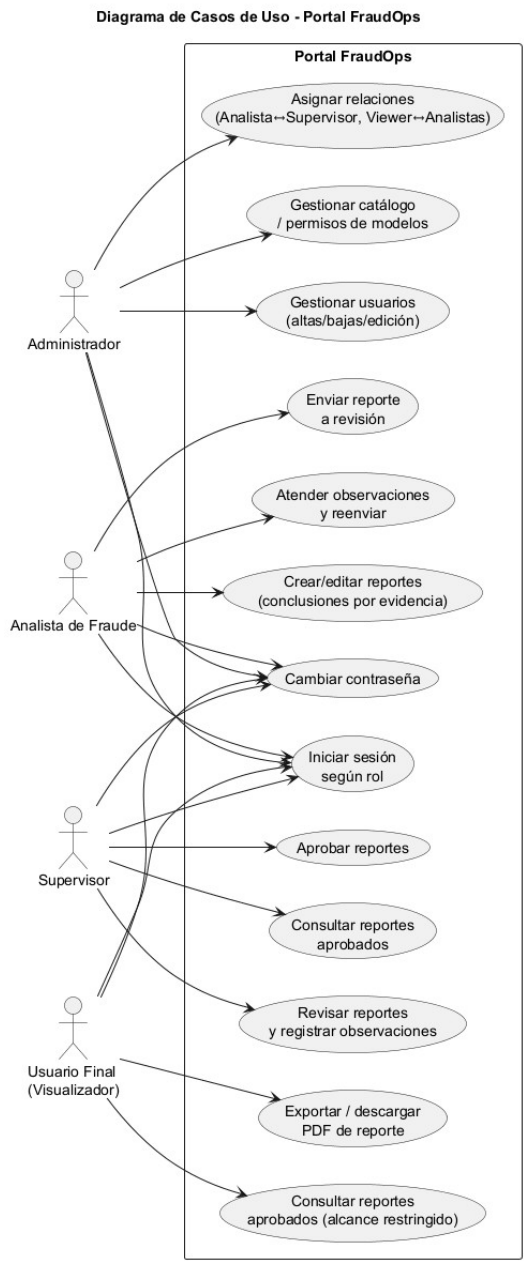 Diagrama de Casos de Uso - Portal FraudOps
Portal FraudOps
Asignar relaciones
(Analista↔Supervisor, Viewer↔Analistas)
Gestionar catálogo
/ permisos de modelos
Gestionar usuarios
(altas/bajas/edición)
Administrador
Enviar reporte
a revisión
Atender observaciones
y reenviar
Crear/editar reportes
(conclusiones por evidencia)
Analista de Fraude
Cambiar contraseña
Iniciar sesión
según rol
Aprobar reportes
Supervisor
Consultar reportes
aprobados
Revisar reportes
y registrar observaciones
Usuario Final
(Visualizador)
Exportar / descargar
PDF de reporte
Consultar reportes
aprobados (alcance restringido)